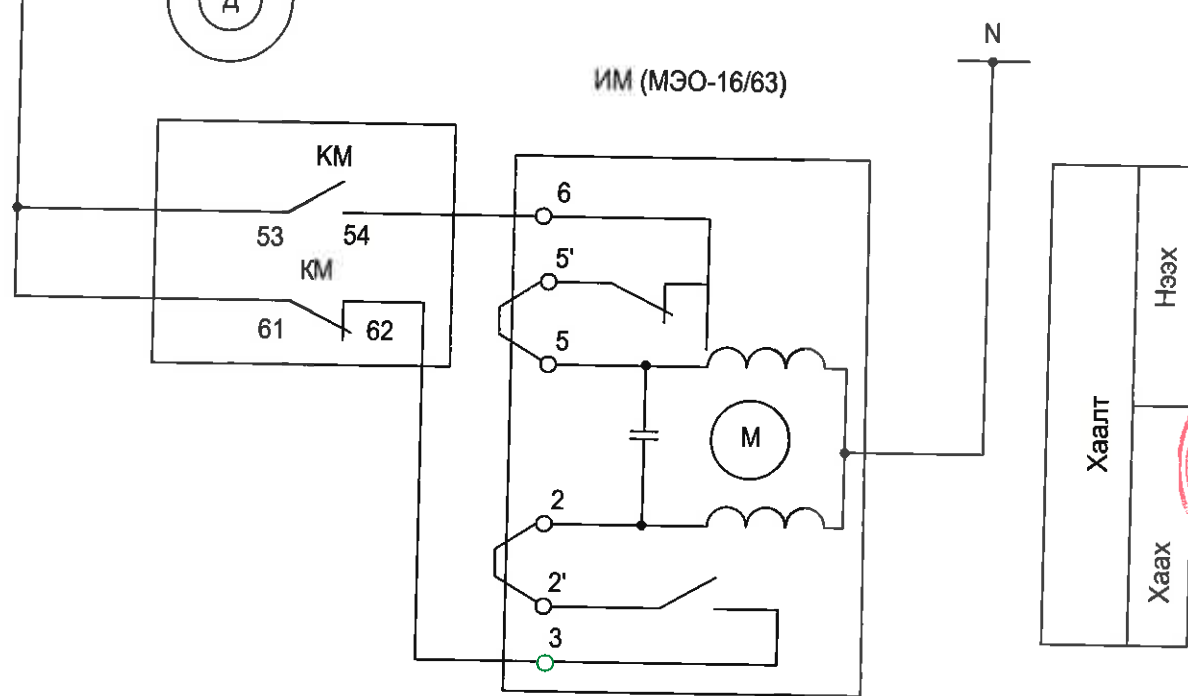 Д
N
ИМ (МЭО-16/63)
КМ
53 54
КМ
61 62
6
5'
5
M
2
2'
3
Хаалт
Нээх
Хаах